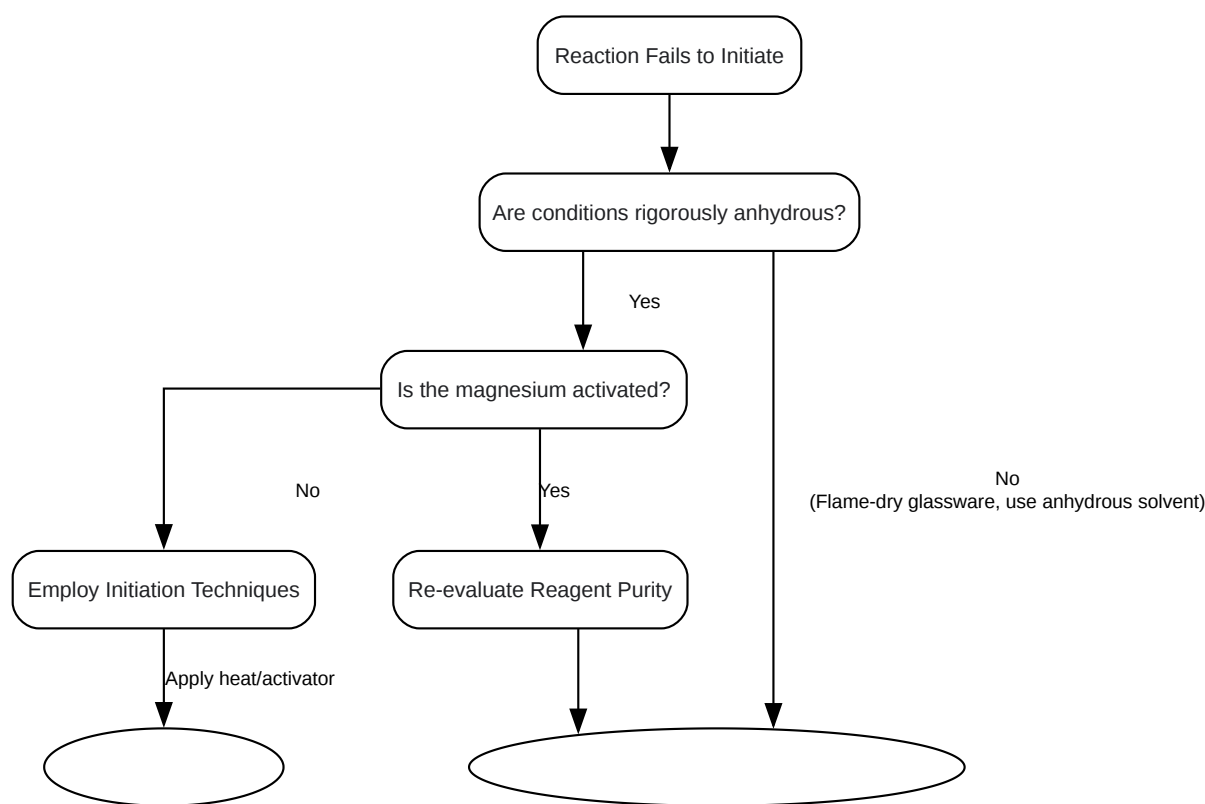 Reaction Fails to Initiate
Are conditions rigorously anhydrous?
Yes
Is the magnesium activated?
No
(Flame-dry glassware, use anhydrous solvent)
No
Yes
Employ Initiation Techniques
Re-evaluate Reagent Purity
Apply heat/activator